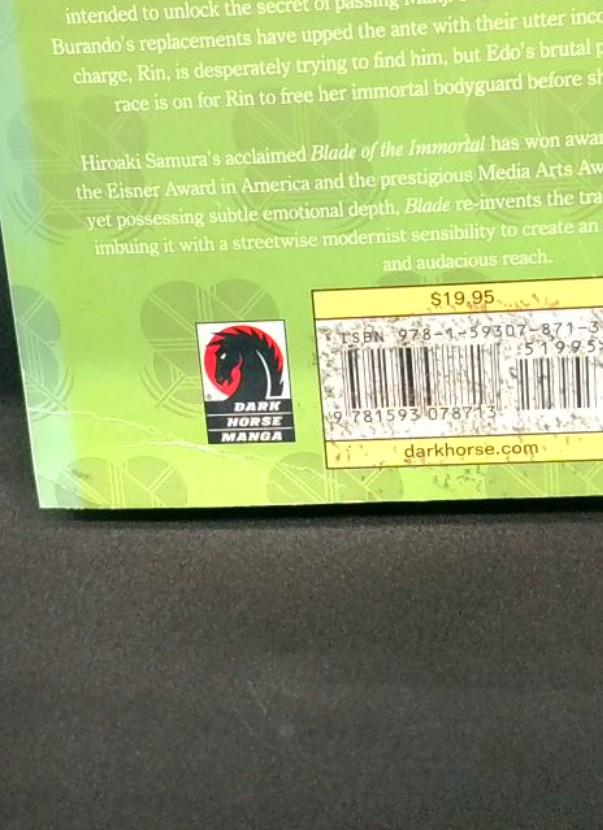 intended to unlock the secret of passing Manji's
Burando's replacements have upped the ante with their utter
charge, Rin, is desperately trying to find him, but Edo's brutal
race is on for Rin to free her immortal bodyguard before
Hiroaki Samura's acclaimed Blade of the Immortal has won
the Eisner Award in America and the prestigious Media Arts
yet possessing subtle emotional depth, Blade re-invents the
imbuing it with a streetwise modernist sensibility to create an
and audacious reach.
$19.95
ISBN 978-1-59307-871-3
51995
9 781593 078713
DARK
HORSE
MANGA
darkhorse.com